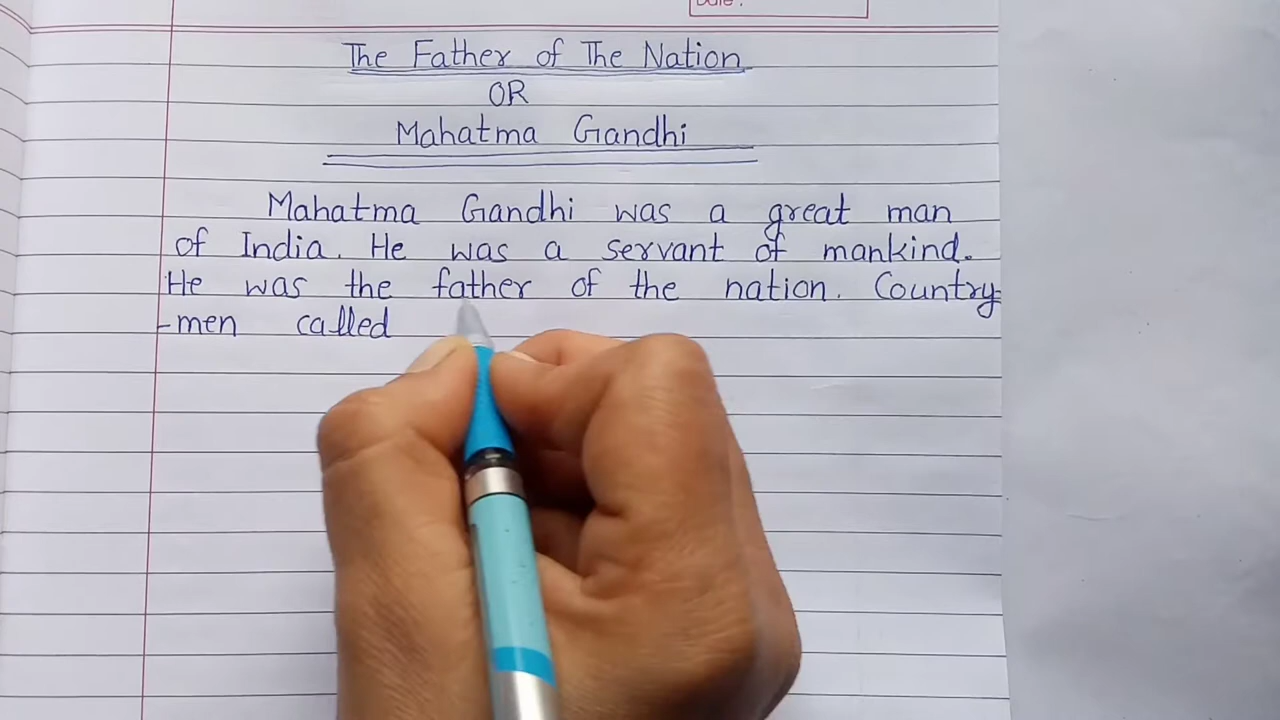 Date :
The Father of The Nation
OR
Mahatma Gandhi
Mahatma Gandhi was a great man
of India. He was a servant of mankind.
He was the father of the nation. Country
-men called